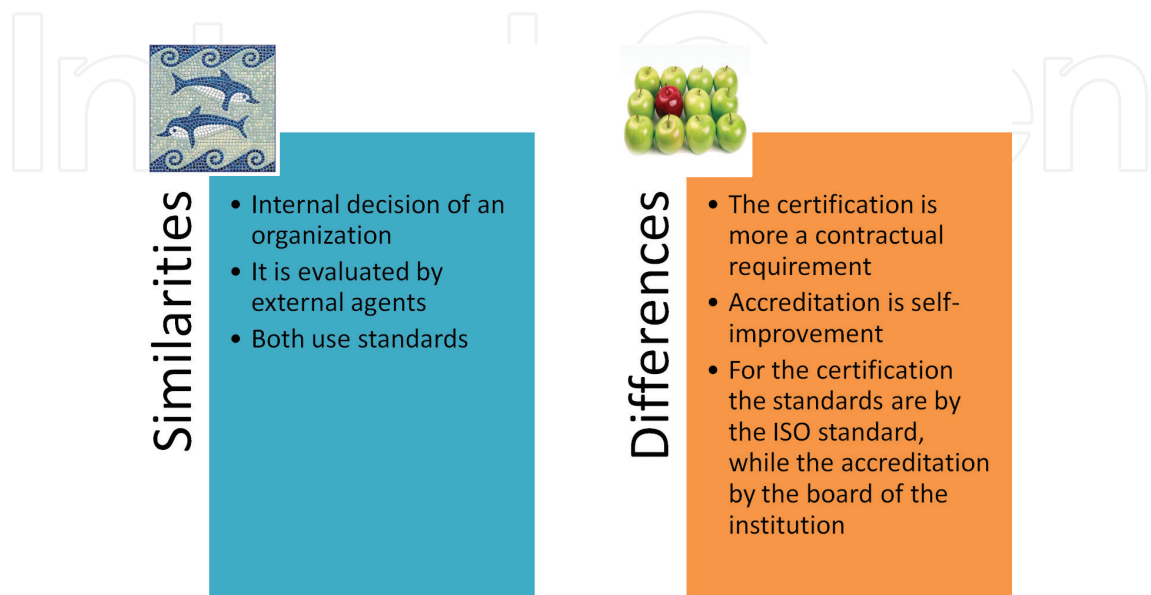 Similarities
• Internal decision of an
organization
• It is evaluated by
external agents
• Both use standards
Differences
• The certification is
more a contractual
requirement
• Accreditation is self-
improvement
• For the certification
the standards are by
the ISO standard,
while the accreditation
by the board of the
institution